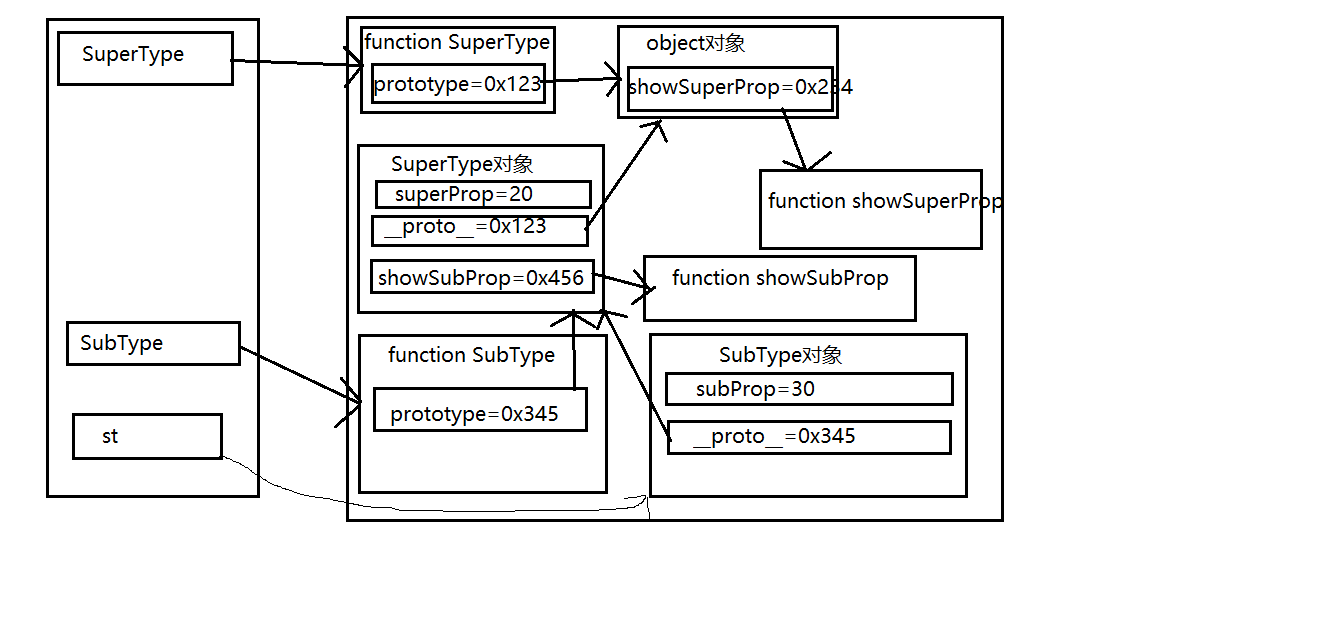 SuperType
SubType
st
function SuperType
prototype=0x123
object对象
showSuperProp=0x234
SuperType对象
superProp=20
__proto__=0x123
showSubProp=0x456
function showSuperProp
function showSubProp
function SubType
prototype=0x345
SubType对象
subProp=30
__proto__=0x345